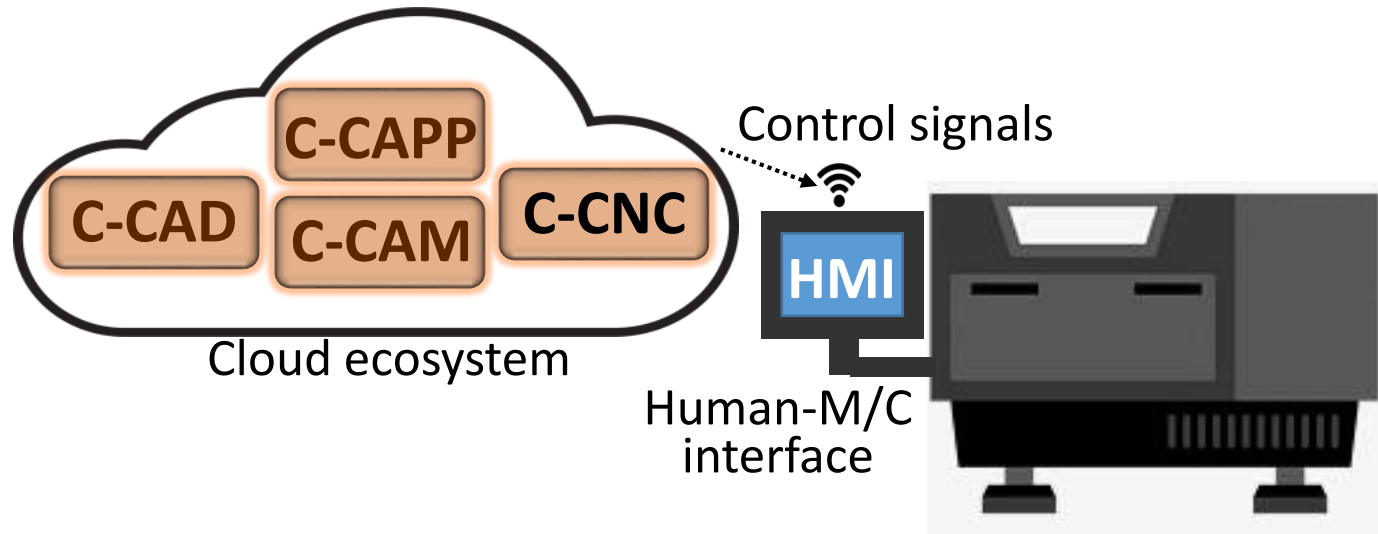 C-CAPP
C-CAD
C-CAM
C-CNC
Cloud ecosystem
Control signals
HMI
Human-M/C
interface